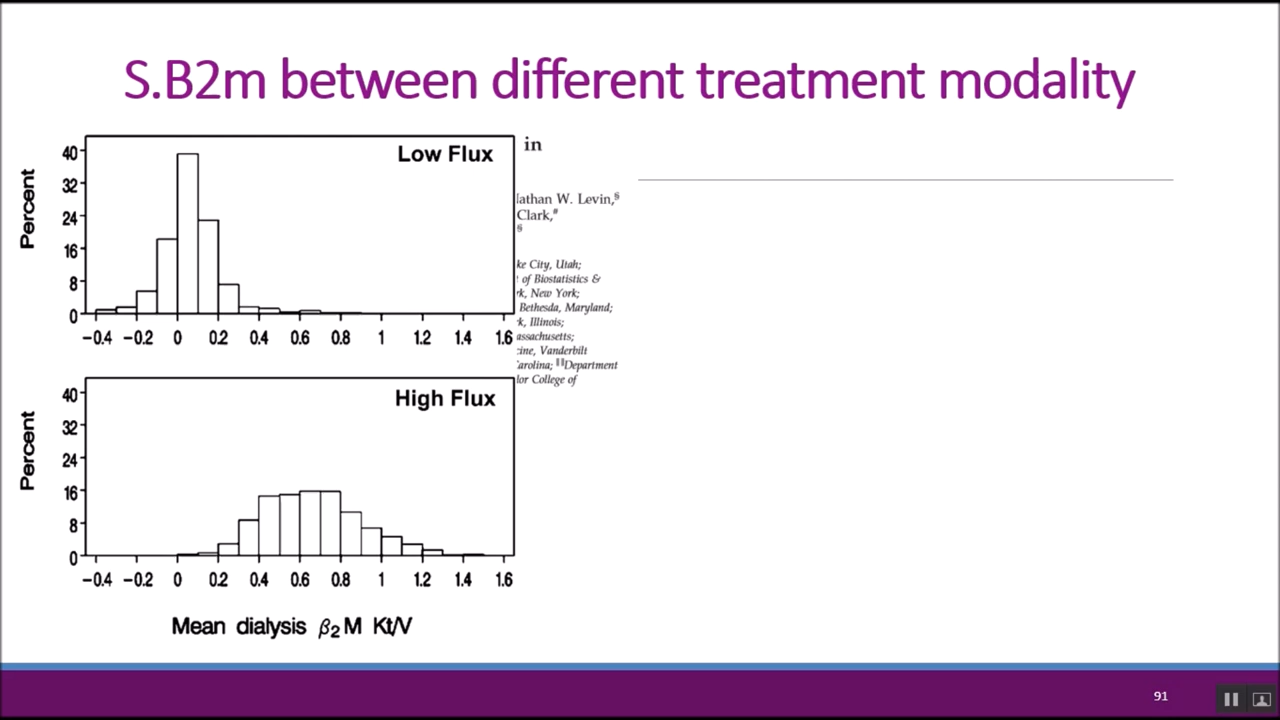 S.B2m between different treatment modality
Low Flux
Percent
40
32
24
16
8
0
−0.4 −0.2 0 0.2 0.4 0.6 0.8 1 1.2 1.4 1.6
in
Nathan W. Levin,§
Clark,#
§
ke City, Utah;
of Biostatistics &
rk, New York;
Bethesda, Maryland;
k, Illinois;
assachusetts;
cine, Vanderbilt
Carolina; ‖‖Department
lor College of
High Flux
Percent
40
32
24
16
8
0
−0.4 −0.2 0 0.2 0.4 0.6 0.8 1 1.2 1.4 1.6
Mean dialysis β₂M Kt/V
91